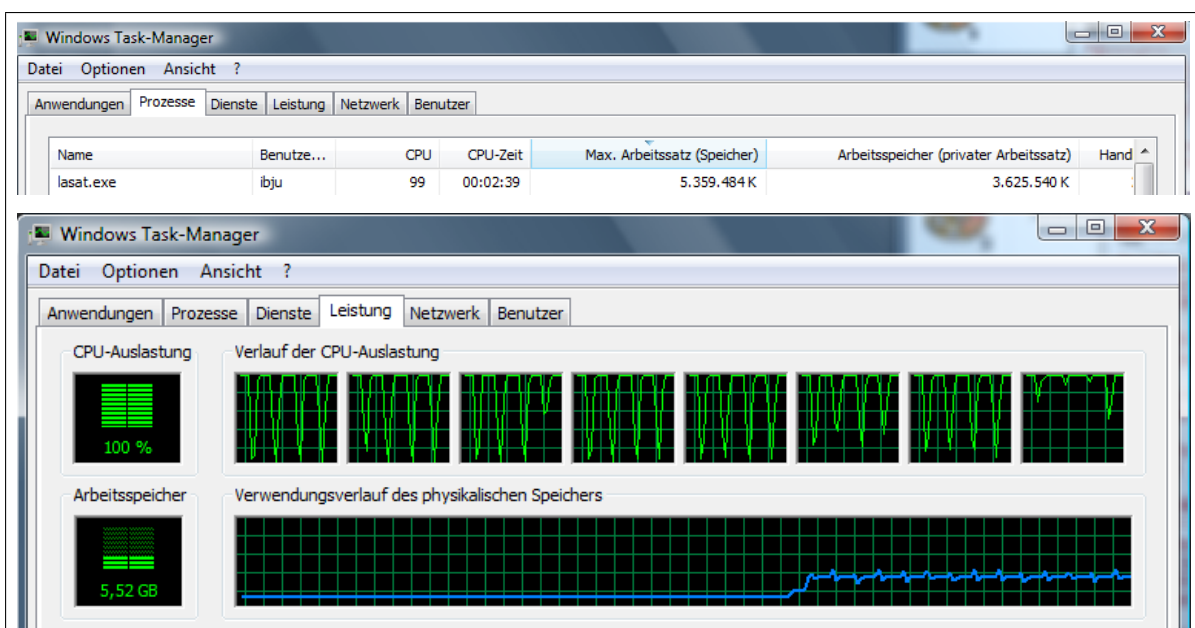 Windows Task-Manager
Datei Optionen Ansicht ?
Anwendungen Prozesse Dienste Leistung Netzwerk Benutzer
Name Benutze... CPU CPU-Zeit Max. Arbeitssatz (Speicher) Arbeitsspeicher (privater Arbeitssatz) Hand
lasat.exe ibju 99 00:02:39 5.359.484 K 3.625.540 K
Windows Task-Manager
Datei Optionen Ansicht ?
Anwendungen Prozesse Dienste Leistung Netzwerk Benutzer
CPU-Auslastung Verlauf der CPU-Auslastung
100 %
Arbeitsspeicher Verwendungsverlauf des physikalischen Speichers
5,52 GB